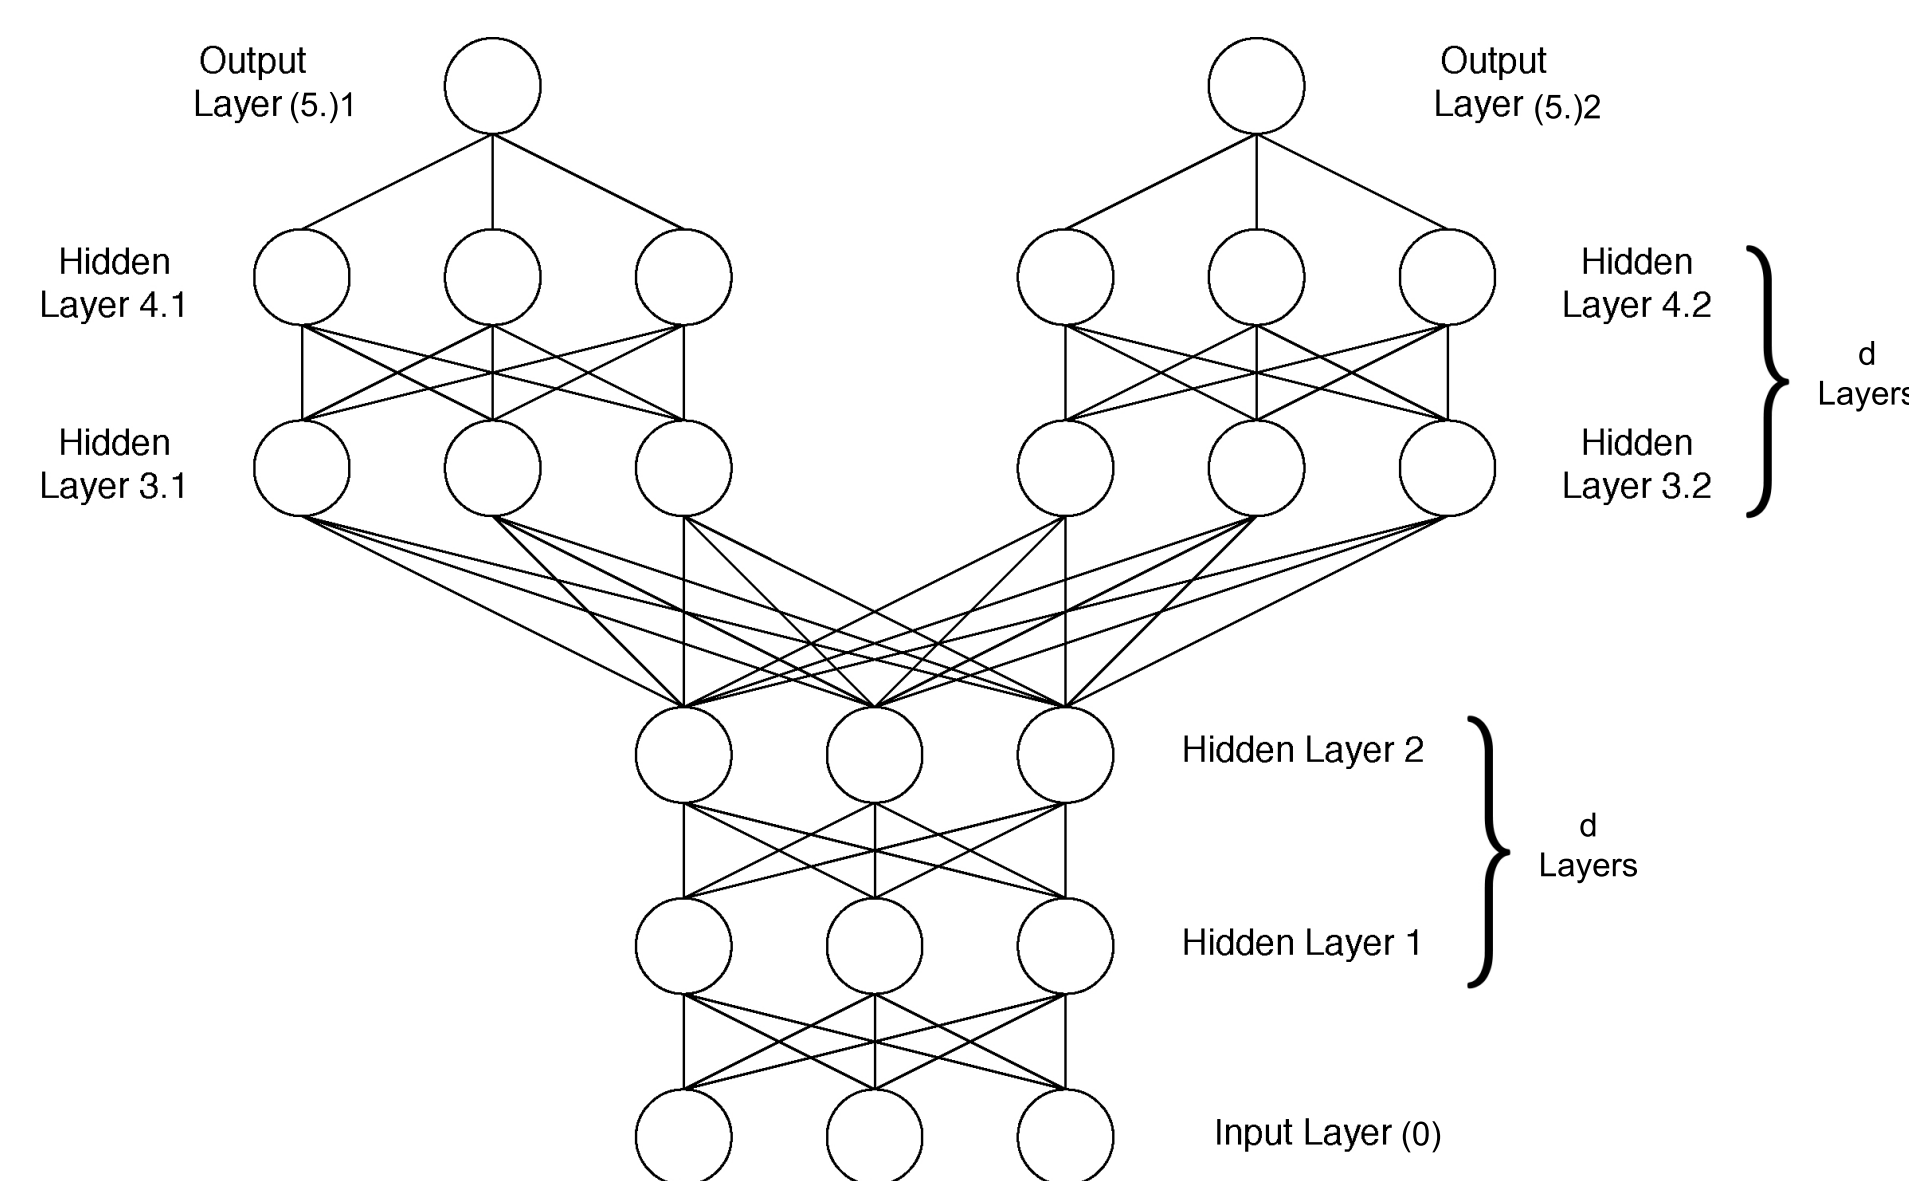 Output
Layer (5.)1
Output
Layer (5.)2
Hidden
Layer 4.1
Hidden
Layer 4.2
d
Layers
Hidden
Layer 3.1
Hidden
Layer 3.2
Hidden Layer 2
d
Layers
Hidden Layer 1
Input Layer (0)